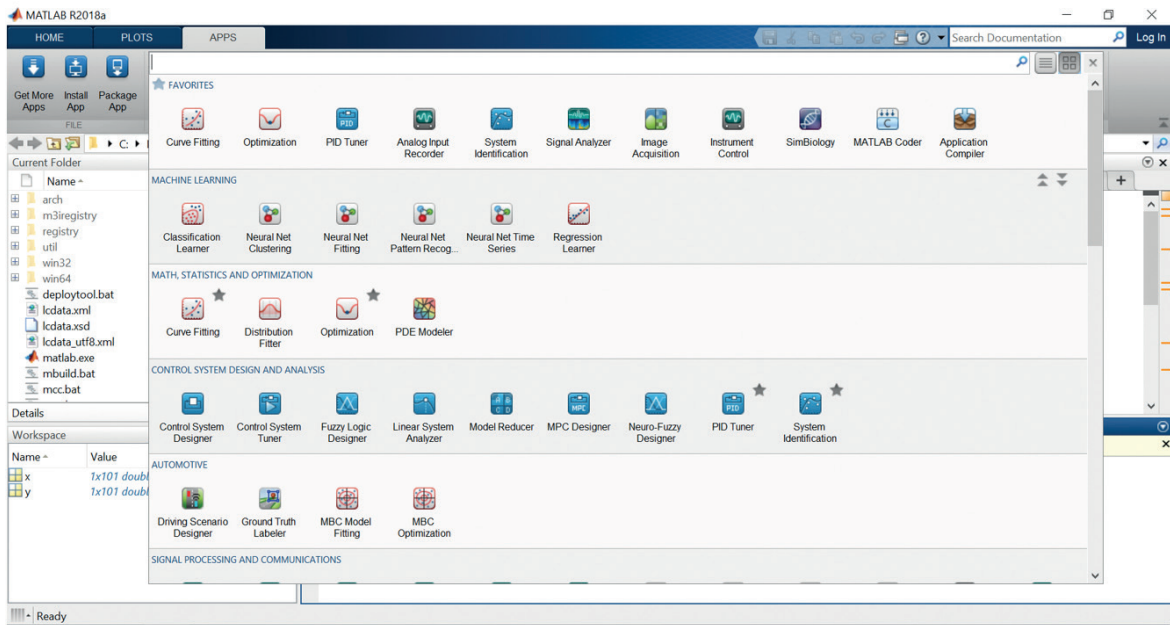 MATLAB R2018a
HOME PLOTS APPS
Search Documentation Log In
Get More Apps
Install App
Package App
FILE
FAVORITES
Curve Fitting
Optimization
PID Tuner
Analog Input Recorder
System Identification
Signal Analyzer
Image Acquisition
Instrument Control
SimBiology
MATLAB Coder
Application Compiler
C:
Current Folder
Name
arch
m3iregistry
registry
util
win32
win64
deploytool.bat
lcdata.xml
lcdata.xsd
lcdata_utf8.xml
matlab.exe
mbuild.bat
mcc.bat
Details
Workspace
Name Value
x 1x101 doubl
y 1x101 doubl
MACHINE LEARNING
Classification Learner
Neural Net Clustering
Neural Net Fitting
Neural Net Pattern Recog...
Neural Net Time Series
Regression Learner
MATH, STATISTICS AND OPTIMIZATION
Curve Fitting
Distribution Fitter
Optimization
PDE Modeler
CONTROL SYSTEM DESIGN AND ANALYSIS
Control System Designer
Control System Tuner
Fuzzy Logic Designer
Linear System Analyzer
Model Reducer
MPC Designer
Neuro-Fuzzy Designer
PID Tuner
System Identification
AUTOMOTIVE
Driving Scenario Designer
Ground Truth Labeler
MBC Model Fitting
MBC Optimization
SIGNAL PROCESSING AND COMMUNICATIONS
Ready